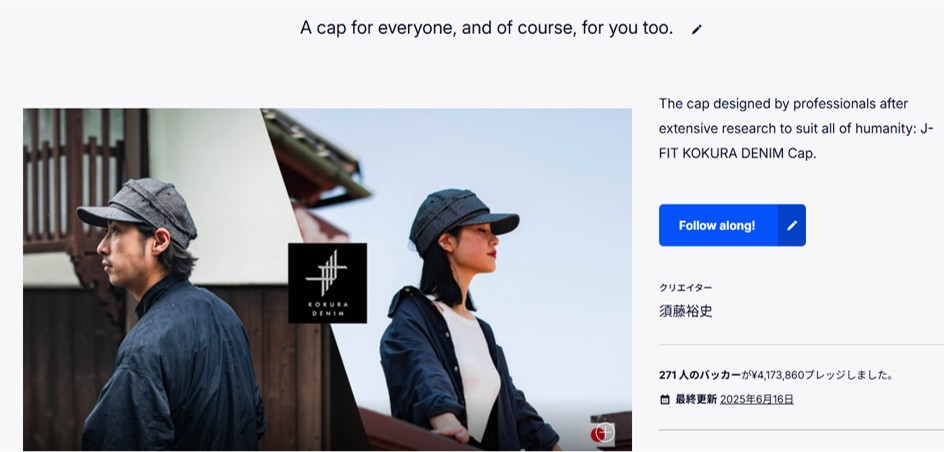 A cap for everyone, and of course, for you too.
The cap designed by professionals after
extensive research to suit all of humanity: J-
FIT KOKURA DENIM Cap.
KOKURA
DENIM
Follow along!
クリエイター
須藤裕史
271 人のバッカーが¥4,173,860プレッジしました。
最終更新 2025年6月16日